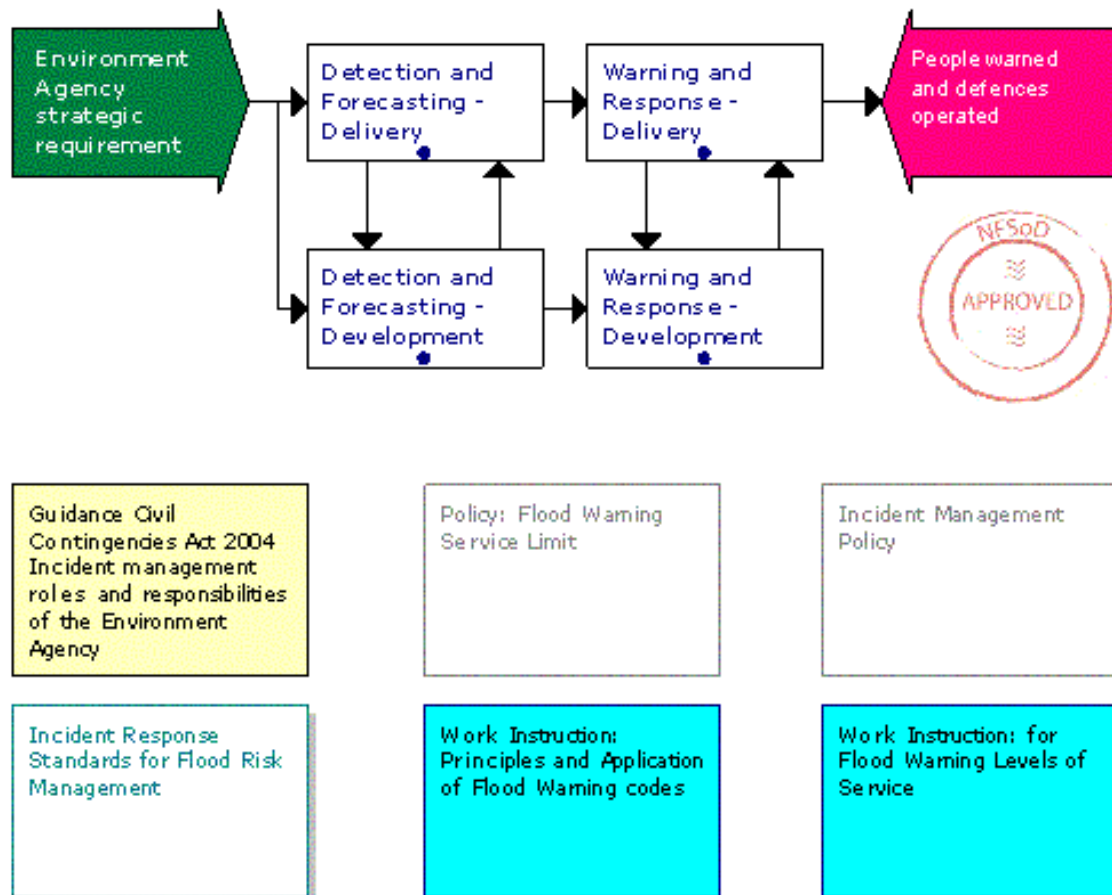 Environment
Agency
strategic
requirement
Detection and
Forecasting -
Delivery
Warning and
Response -
Delivery
People warned
and defences
operated
Detection and
Forecasting -
Development
Warning and
Response -
Development
NFSoD
APPROVED
Guidance Civil
Contingencies Act 2004
Incident management
roles and responsibilities
of the Environment
Agency
Policy: Flood Warning
Service Limit
Incident Management
Policy
Incident Response
Standards for Flood Risk
Management
Work Instruction:
Principles and Application
of Flood Warning codes
Work Instruction: for
Flood Warning Levels of
Service